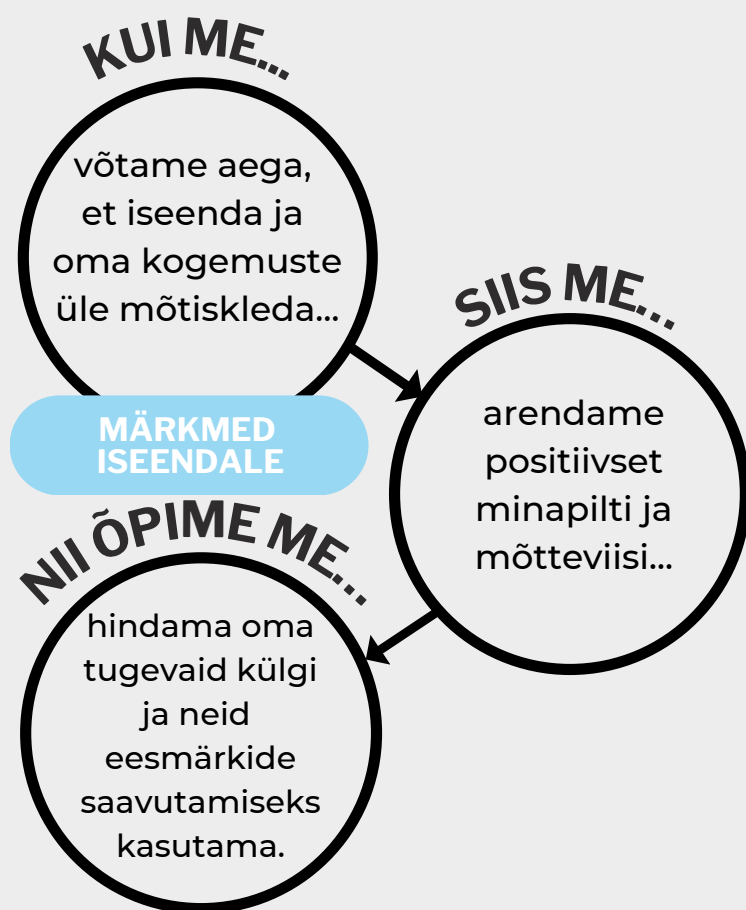 KUI ME...
võtame aega,
et iseenda ja
oma kogemuste
üle mõtiskleda...
SIIS ME...
arendame
positiivset
minapilti ja
mõtteviisi...
MÄRKMED
ISEENDALE
NII ÕPIME ME...
hindama oma
tugevaid külgi
ja neid
eesmärkide
saavutamiseks
kasutama.